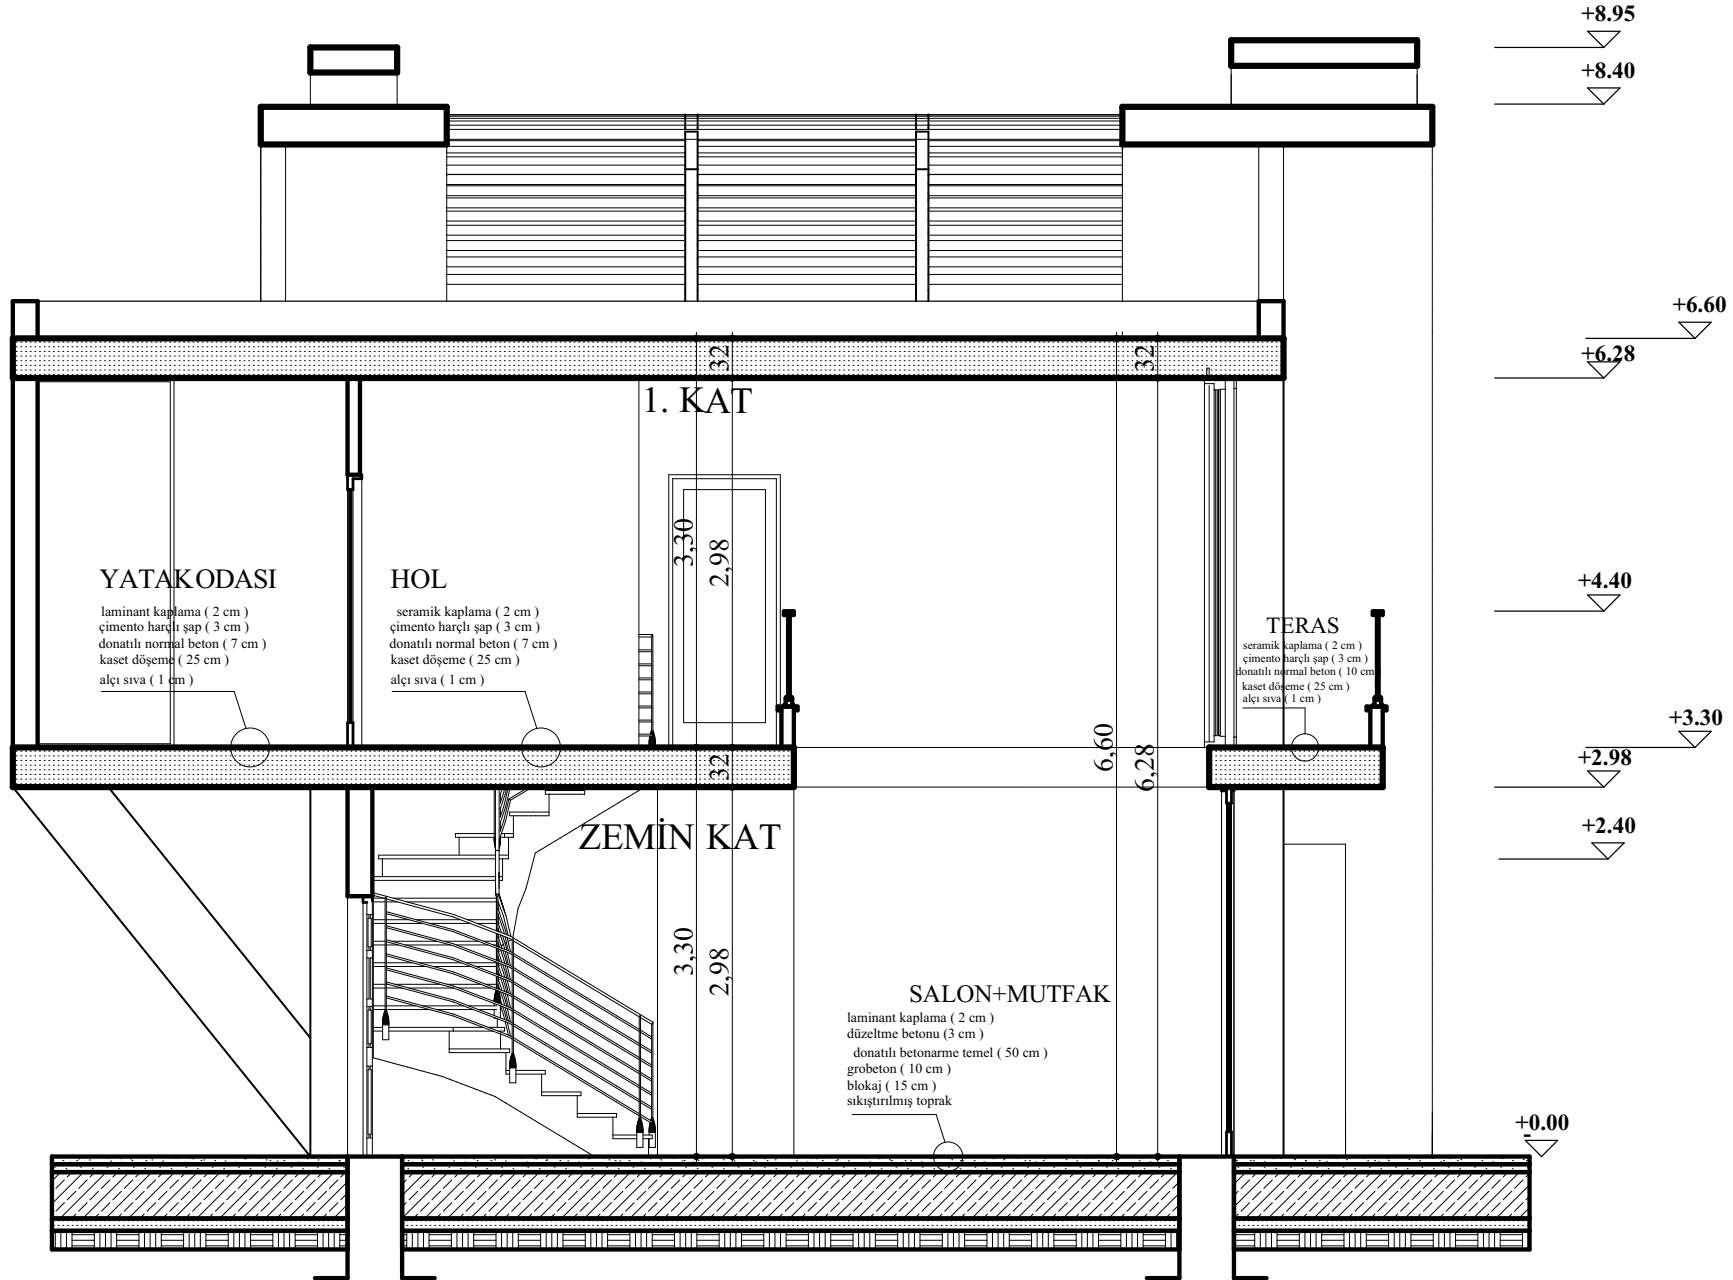 +8.95
+8.40
+6.60
+6.28
32
32
1. KAT
3,30
2,98
YATAKODASI
laminant kaplama ( 2 cm )
çimento harçlı şap ( 3 cm )
donatılı normal beton ( 7 cm )
kaset döşeme ( 25 cm )
alçı sıva ( 1 cm )
HOL
seramik kaplama ( 2 cm )
çimento harçlı şap ( 3 cm )
donatılı normal beton ( 7 cm )
kaset döşeme ( 25 cm )
alçı sıva ( 1 cm )
+4.40
TERAS
seramik kaplama ( 2 cm )
çimento harçlı şap ( 3 cm )
donatılı normal beton ( 10 cm
kaset döşeme ( 25 cm )
alçı sıva ( 1 cm )
+3.30
+2.98
6,60
6,28
32
+2.40
ZEMİN KAT
3,30
2,98
SALON+MUTFAK
laminant kaplama ( 2 cm )
düzeltme betonu (3 cm )
donatılı betonarme temel ( 50 cm )
grobeton ( 10 cm )
blokaj ( 15 cm )
sıkıştırılmış toprak
±0.00